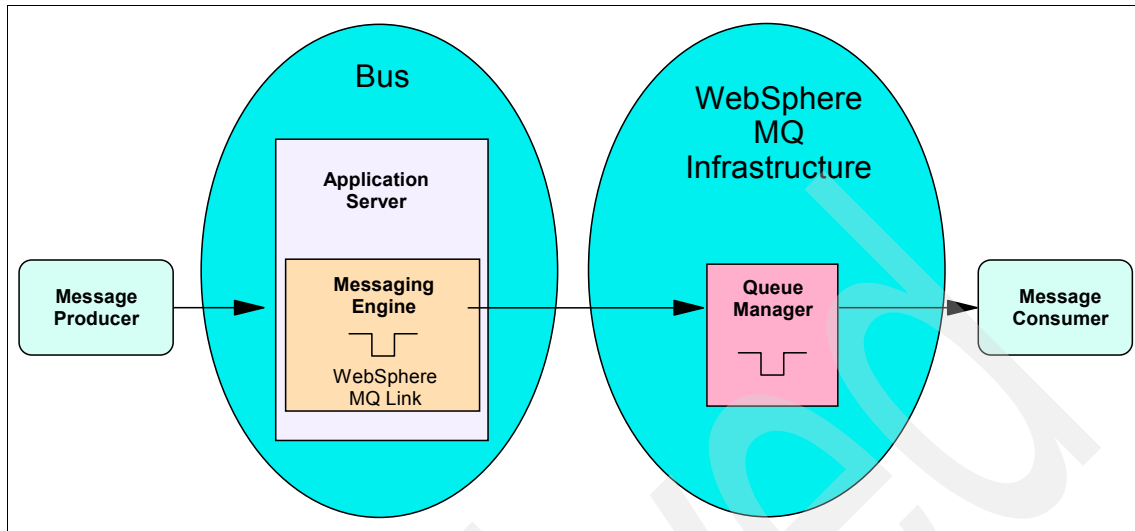 Bus
Application
Server
Messaging
Engine
WebSphere
MQ Link
Message
Producer
WebSphere
MQ
Infrastructure
Queue
Manager
Message
Consumer